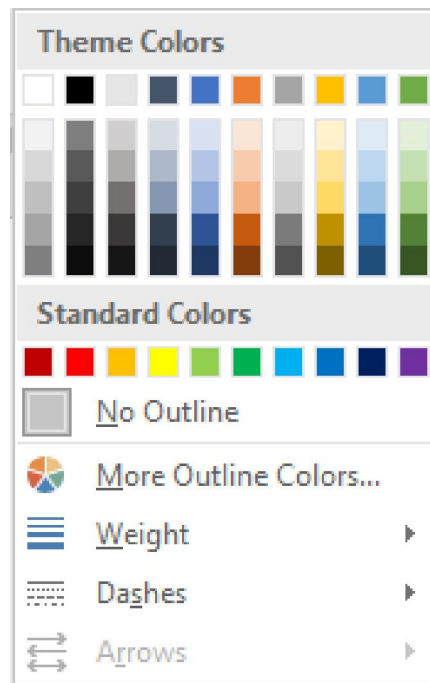 Theme Colors
Standard Colors
No Outline
More Outline Colors...
Weight
Dashes
Arrows